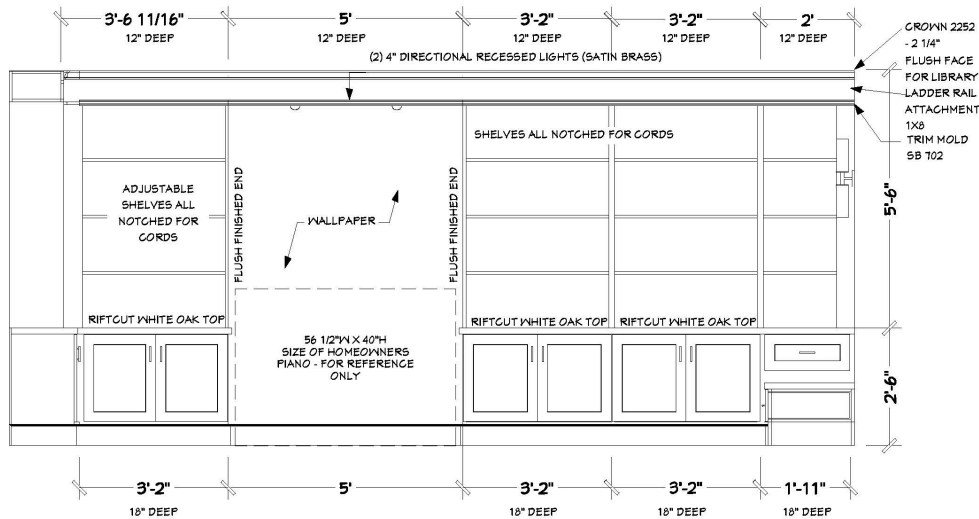 3'-6 11/16"
5'
3'-2"
3'-2"
2'
12" DEEP
12" DEEP
12" DEEP
12" DEEP
12" DEEP
(2) 4" DIRECTIONAL RECESSED LIGHTS (SATIN BRASS)
CROWN 2252
- 2 1/4"
FLUSH FACE
FOR LIBRARY
LADDER RAIL
ATTACHMENT
1X8
TRIM MOLD
SB 702
SHELVES ALL NOTCHED FOR CORDS
ADJUSTABLE
SHELVES ALL
NOTCHED FOR
CORDS
FLUSH FINISHED END
WALLPAPER
FLUSH FINISHED END
5'-6"
RIFTCUT WHITE OAK TOP
RIFTCUT WHITE OAK TOP
RIFTCUT WHITE OAK TOP
56 1/2"W X 40"H
SIZE OF HOMEOWNERS
PIANO - FOR REFERENCE
ONLY
2'-6"
3'-2"
5'
3'-2"
3'-2"
1'-11"
18" DEEP
18" DEEP
18" DEEP
18" DEEP